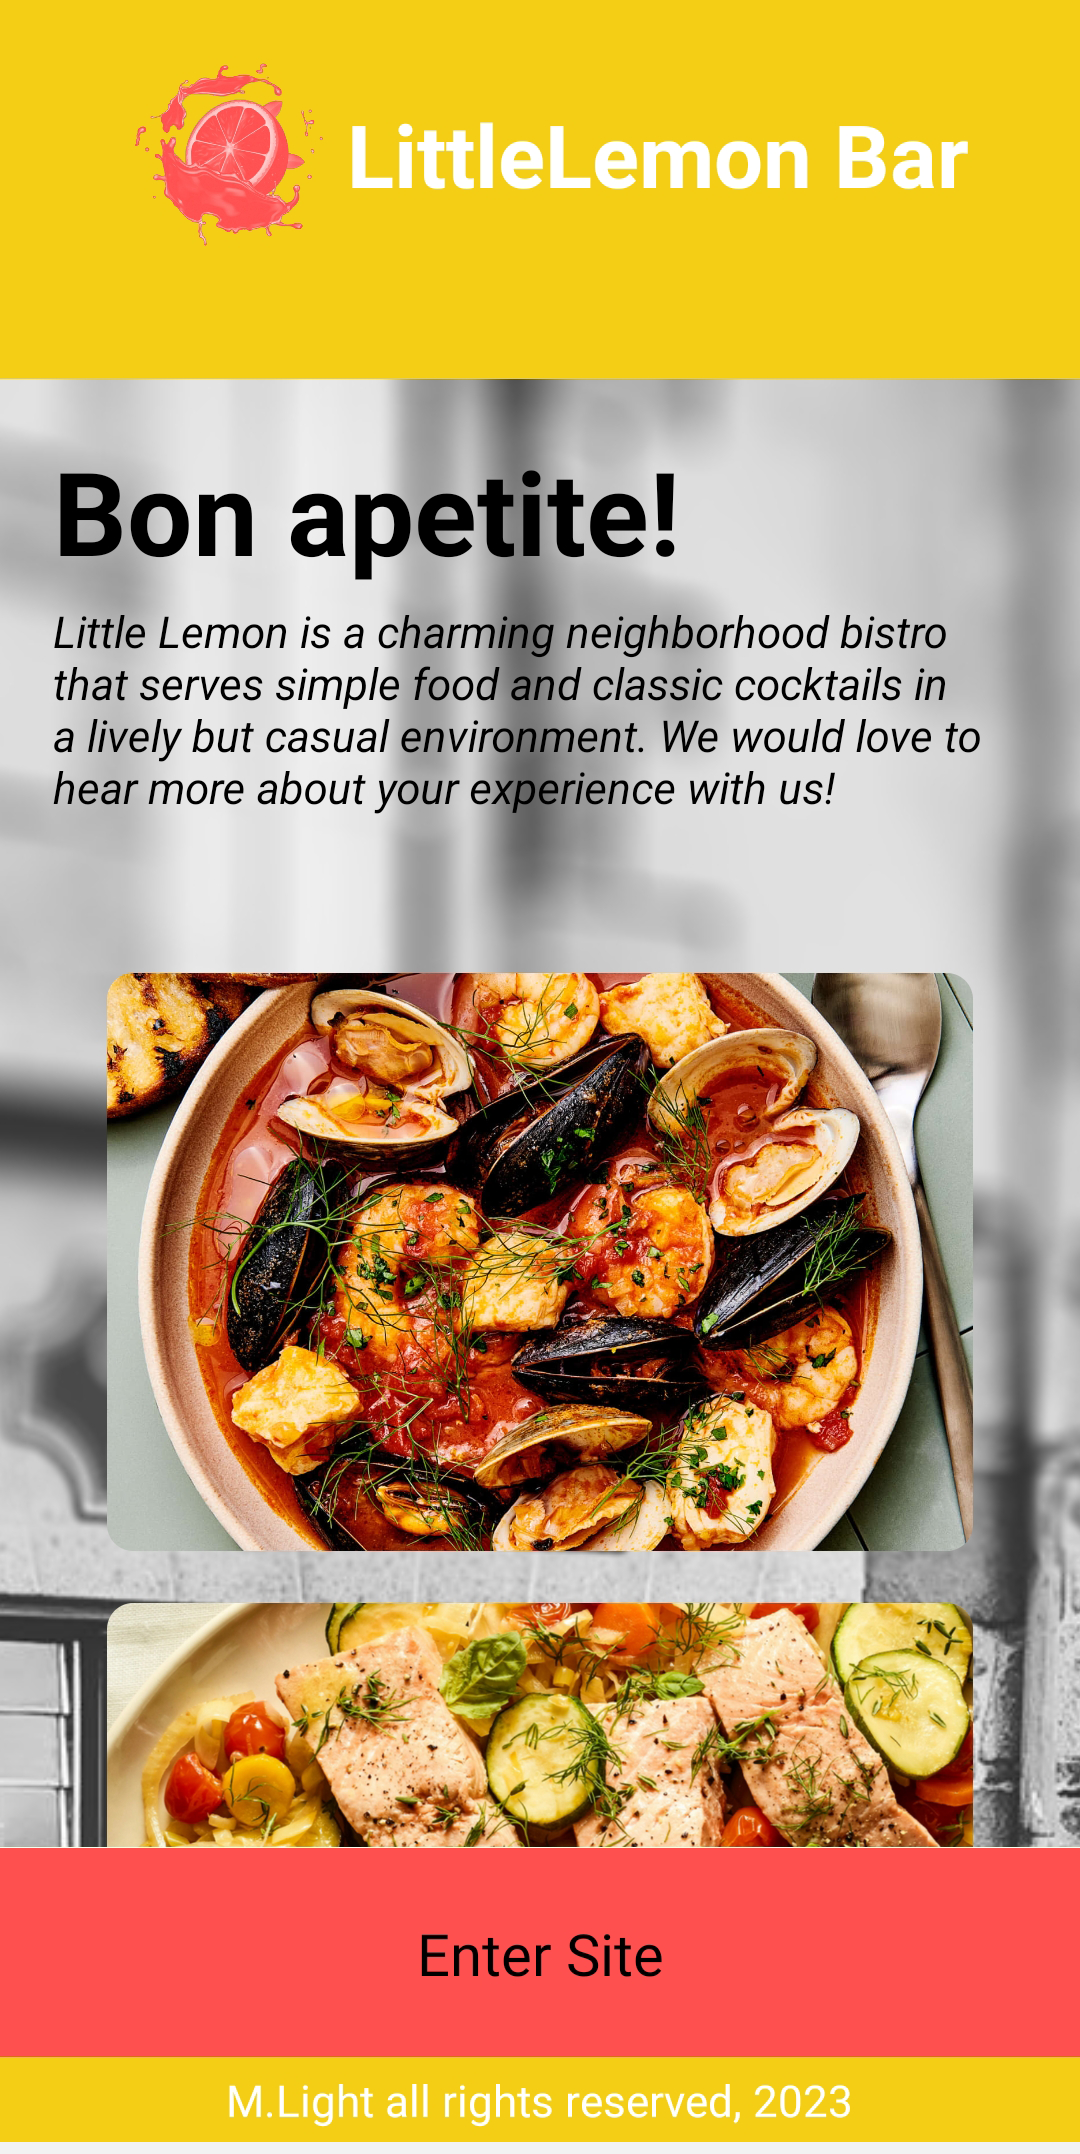 LittleLemon Bar
Bon apetite!
Little Lemon is a charming neighborhood bistro
that serves simple food and classic cocktails in
a lively but casual environment. We would love to
hear more about your experience with us!
Enter Site
M.Light all rights reserved, 2023